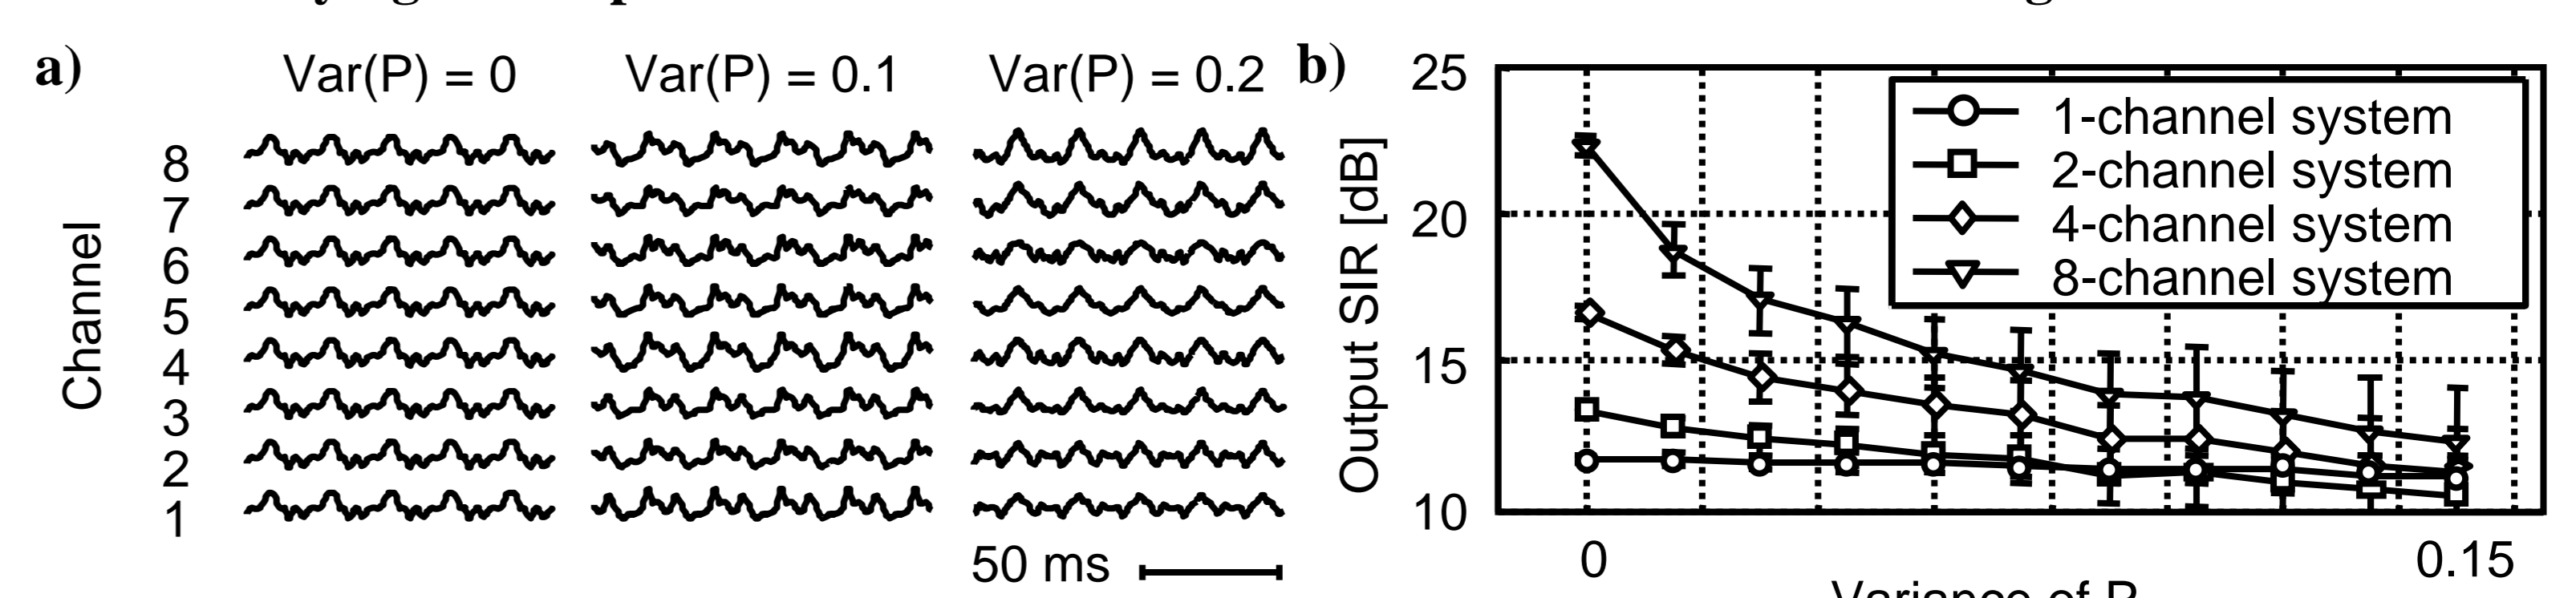 a)
Var(P) = 0
Var(P) = 0.1
Var(P) = 0.2
Channel
8
7
6
5
4
3
2
1
50 ms
b)
Output SIR [dB]
25
20
15
10
1-channel system
2-channel system
4-channel system
8-channel system
0
0.15
Variance of P